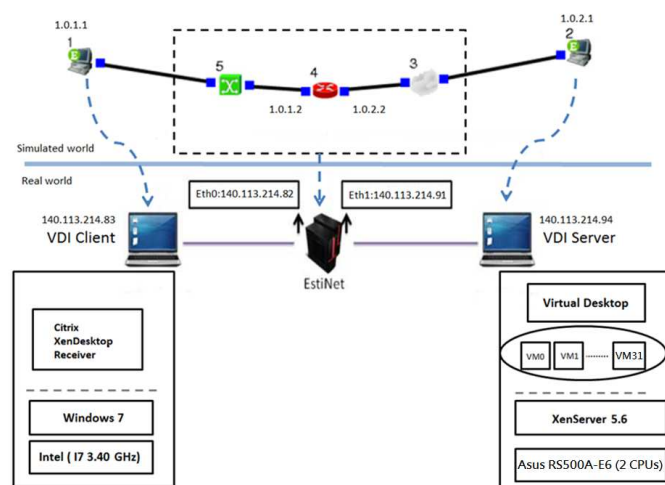 1.0.1.1
1
1.0.2.1
2
5
4
3
1.0.1.2
1.0.2.2
Simulated world
Real world
Eth0:140.113.214.82
Eth1:140.113.214.91
140.113.214.83
VDI Client
140.113.214.94
VDI Server
EstiNet
Citrix
XenDesktop
Receiver
Windows 7
Intel ( I7 3.40 GHz)
Virtual Desktop
VM0
VM1
.........
VM31
XenServer 5.6
Asus RS500A-E6 (2 CPUs)